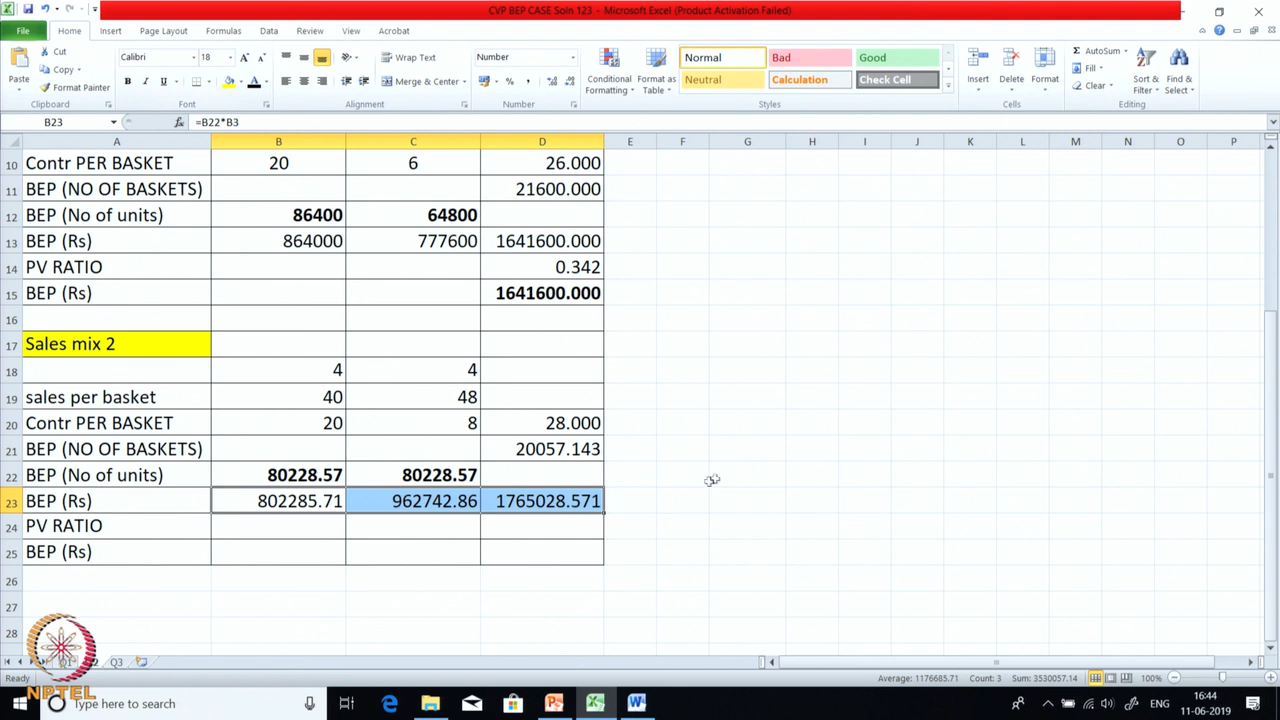 CVP BEP CASE Soln 123 - Microsoft Excel (Product Activation Failed)
File Home Insert Page Layout Formulas Data Review View Acrobat
Paste Cut Copy Format Painter Clipboard
Calibri 18 Font
Wrap Text Merge & Center Alignment
Number Number
Conditional Formatting Format as Table Normal Bad Good Neutral Calculation Check Cell Styles
Insert Delete Format Cells
AutoSum Fill Clear Sort & Filter Find & Select Editing
B23 fx =B22*B3
A B C D E F G H I J K L M N O P
10 Contr PER BASKET 20 6 26.000
11 BEP (NO OF BASKETS) 21600.000
12 BEP (No of units) 86400 64800
13 BEP (Rs) 864000 777600 1641600.000
14 PV RATIO 0.342
15 BEP (Rs) 1641600.000
16
17 Sales mix 2
18 4 4
19 sales per basket 40 48
20 Contr PER BASKET 20 8 28.000
21 BEP (NO OF BASKETS) 20057.143
22 BEP (No of units) 80228.57 80228.57
23 BEP (Rs) 802285.71 962742.86 1765028.571
24 PV RATIO
25 BEP (Rs)
26
27
28
Q3
Ready Average: 1176685.71 Count: 3 Sum: 3530057.14 100%
NPTEL
Type here to search
ENG 16:44
11-06-2019